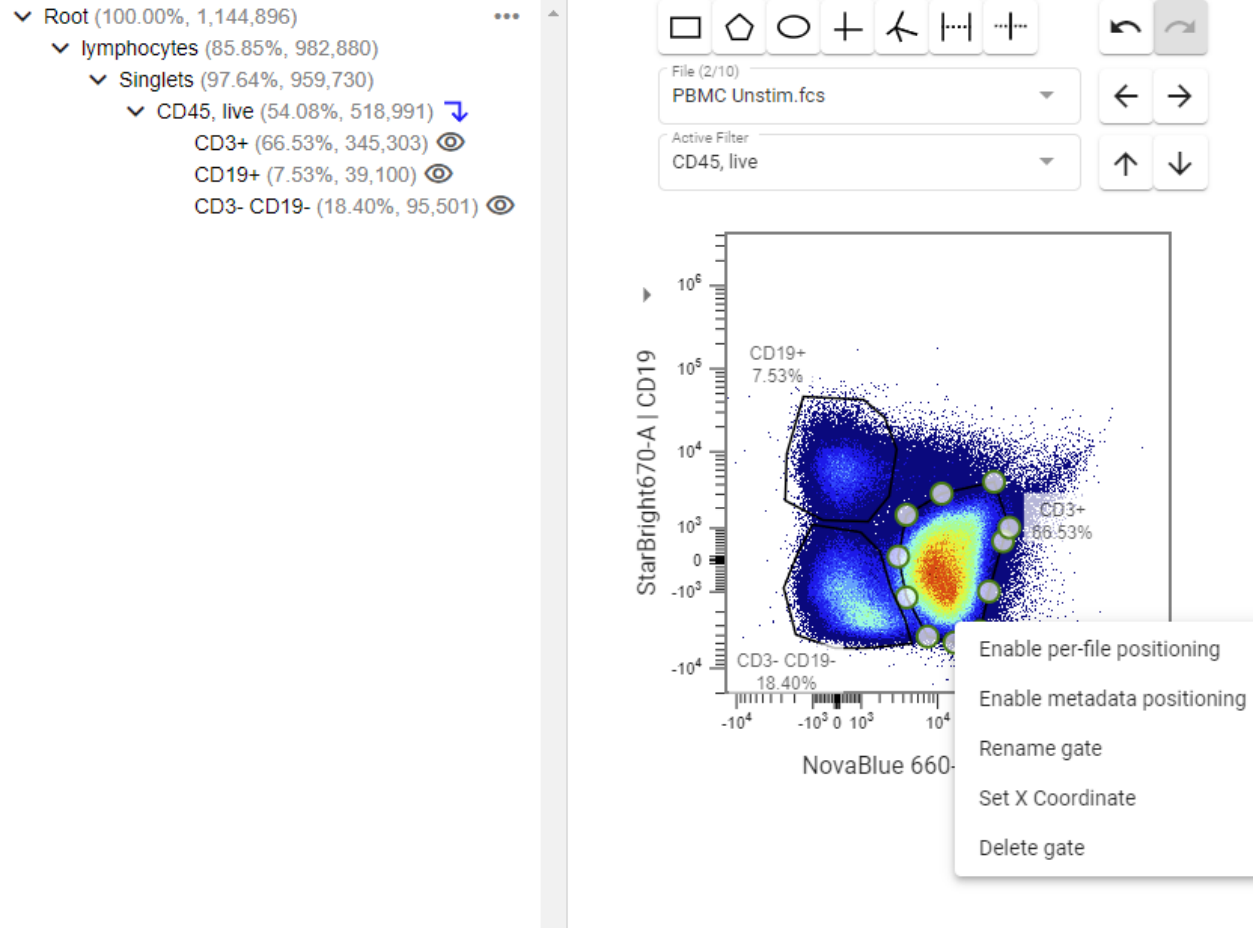 Root (100.00%, 1,144,896)
lymphocytes (85.85%, 982,880)
Singlets (97.64%, 959,730)
CD45, live (54.08%, 518,991)
CD3+ (66.53%, 345,303)
CD19+ (7.53%, 39,100)
CD3- CD19- (18.40%, 95,501)
File (2/10)
PBMC Unstim.fcs
Active Filter
CD45, live
10⁶
10⁵
10⁴
10³
0
-10³
-10⁴
StarBright670-A | CD19
CD19+
7.53%
CD3+
66.53%
CD3- CD19-
18.40%
-10⁴
-10³
0
10³
10⁴
NovaBlue 660-
Enable per-file positioning
Enable metadata positioning
Rename gate
Set X Coordinate
Delete gate